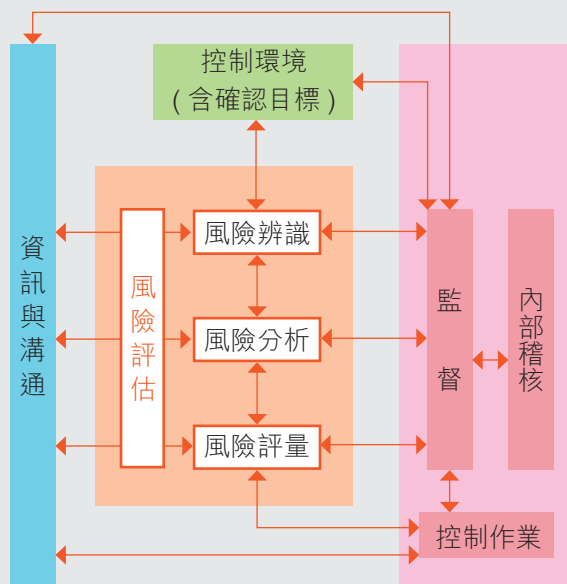 控制環境
(含確認目標)
資訊與溝通
風險評估
風險辨識
風險分析
風險評量
監督
內部稽核
控制作業